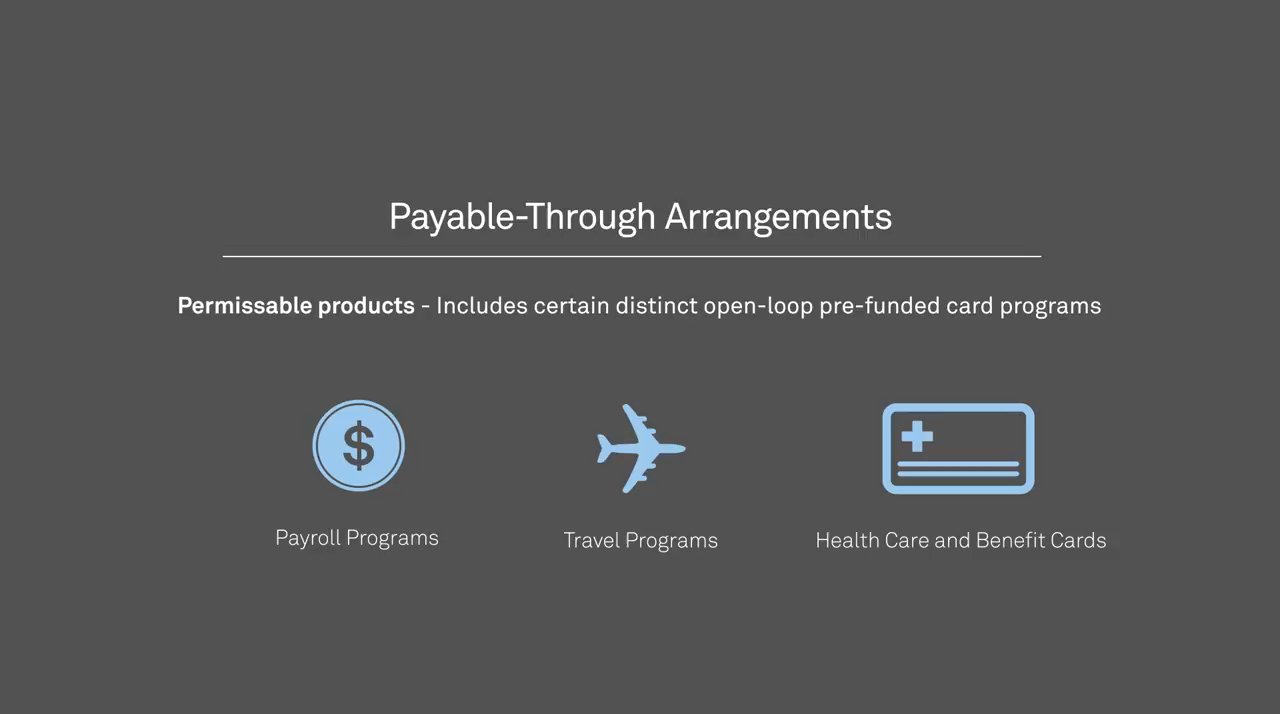 Payable-Through Arrangements
Permissable products - Includes certain distinct open-loop pre-funded card programs
$
Payroll Programs
Travel Programs
Health Care and Benefit Cards